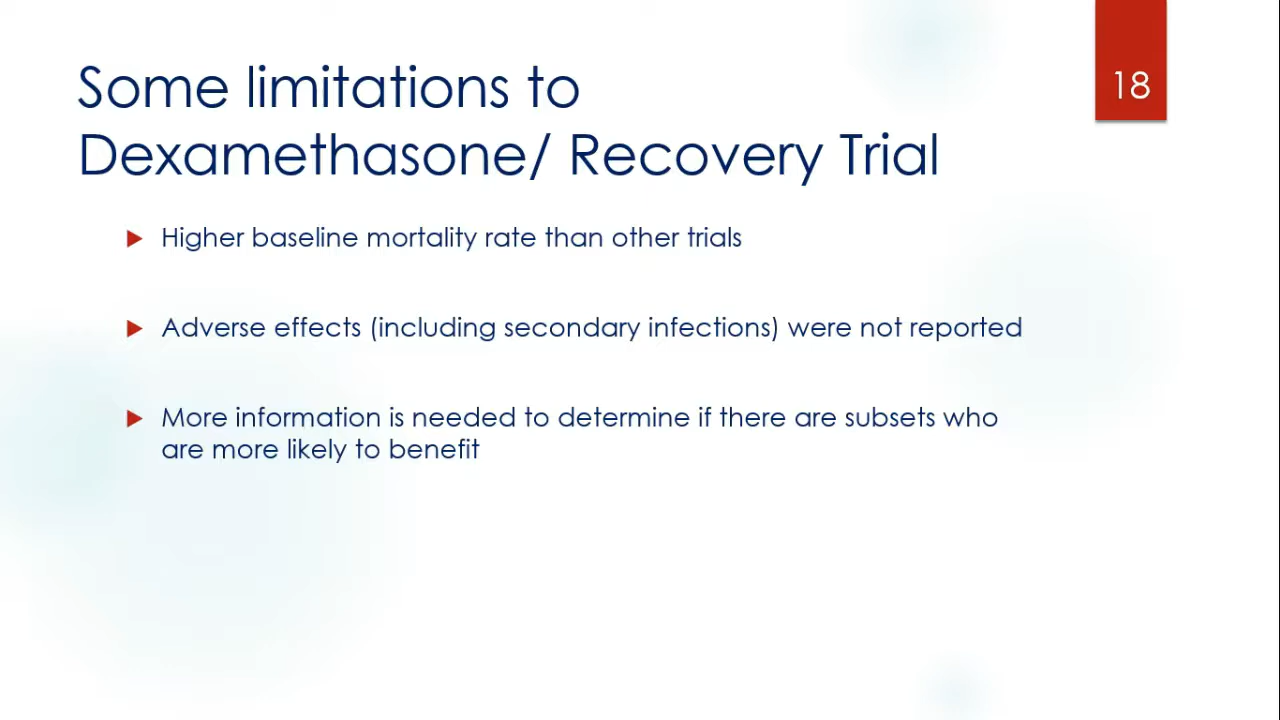 Some limitations to
Dexamethasone/ Recovery Trial
18
Higher baseline mortality rate than other trials
Adverse effects (including secondary infections) were not reported
More information is needed to determine if there are subsets who
are more likely to benefit